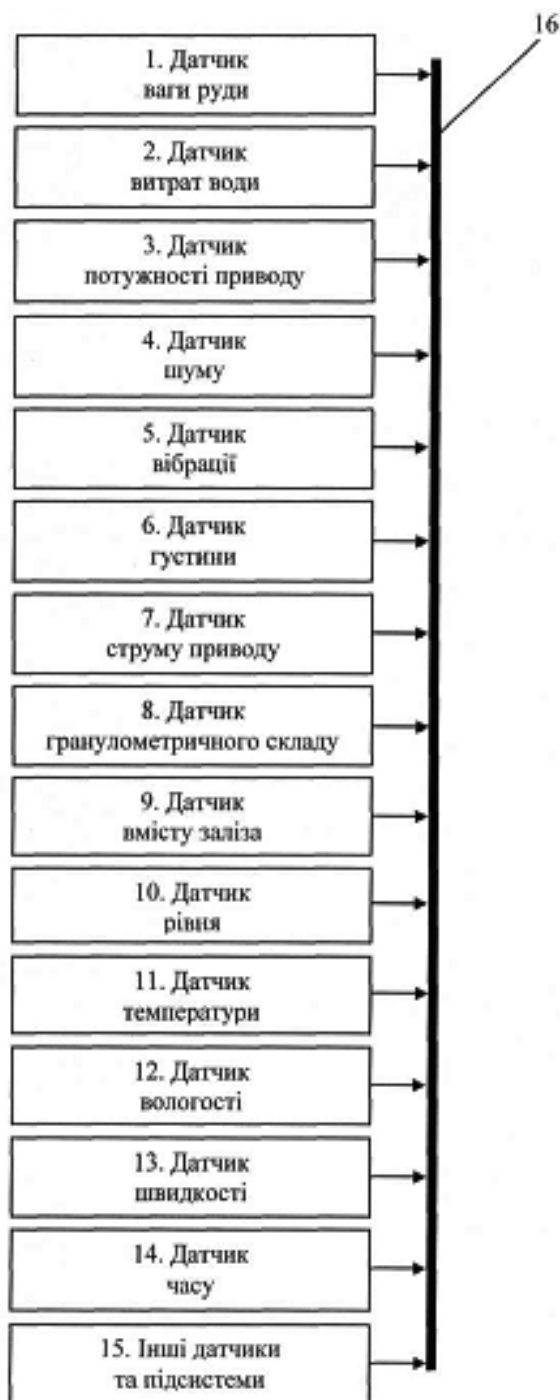 16
1. Датчик
ваги руди
2. Датчик
витрат води
3. Датчик
потужності приводу
4. Датчик
шуму
5. Датчик
вібрації
6. Датчик
густини
7. Датчик
струму приводу
8. Датчик
гранулометричного складу
9. Датчик
вмісту заліза
10. Датчик
рівня
11. Датчик
температури
12. Датчик
вологості
13. Датчик
швидкості
14. Датчик
часу
15. Інші датчики
та підсистеми